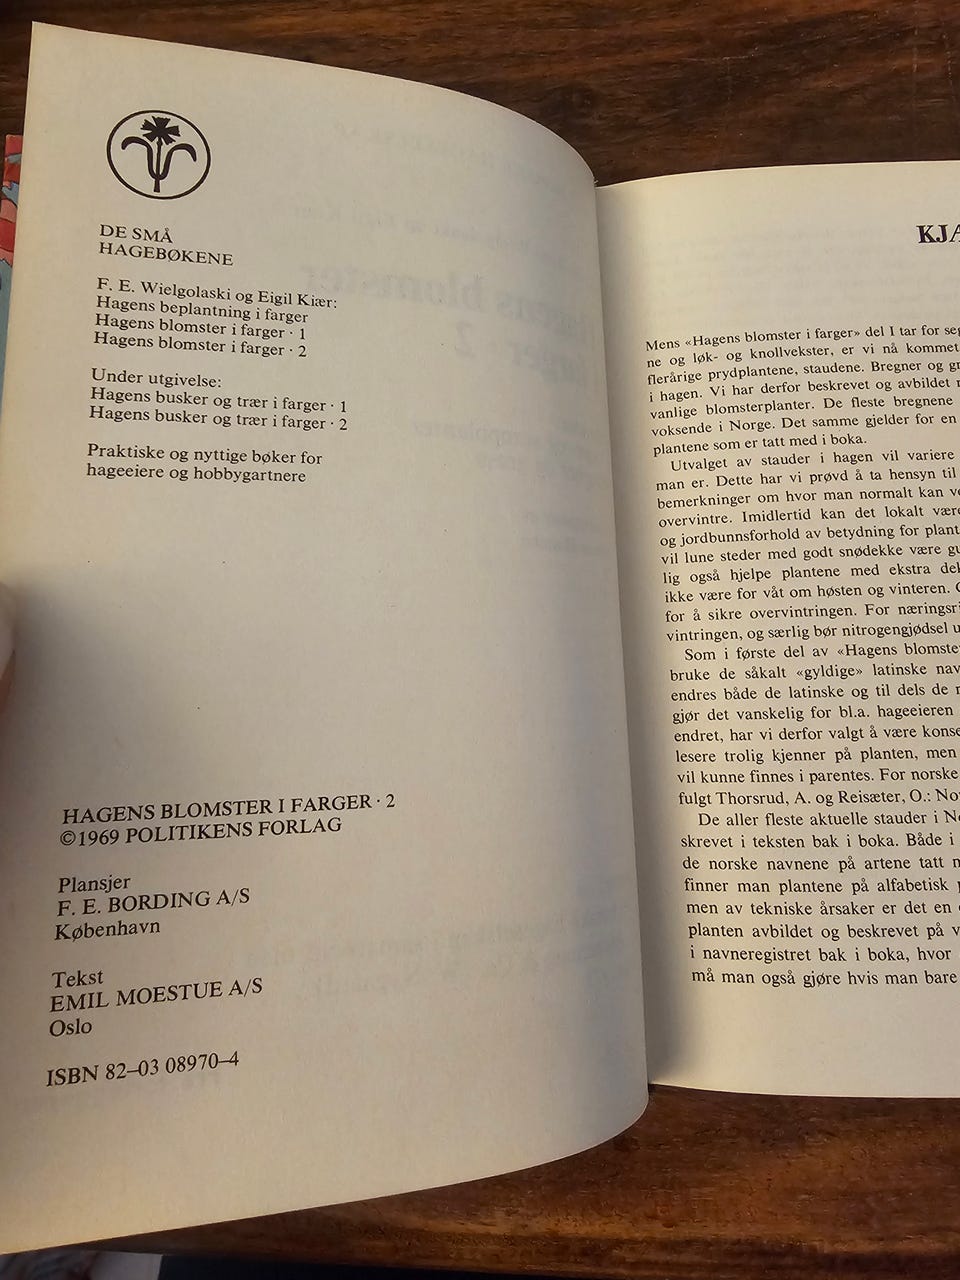 DE SMÅ
HAGEBØKENE
F. E. Wielgolaski og Eigil Kiær:
Hagens beplantning i farger
Hagens blomster i farger · 1
Hagens blomster i farger · 2
Under utgivelse:
Hagens busker og trær i farger · 1
Hagens busker og trær i farger · 2
Praktiske og nyttige bøker for
hageeiere og hobbygartnere
HAGENS BLOMSTER I FARGER · 2
©1969 POLITIKENS FORLAG
Plansjer
F. E. BORDING A/S
København
Tekst
EMIL MOESTUE A/S
Oslo
ISBN 82–03 08970–4
Mens «Hagens blomster i farger» del I tar for
ne og løk- og knollvekster, er vi nå kommet
flerårige prydplantene, staudene. Bregner og
i hagen. Vi har derfor beskrevet og avbildet
vanlige blomsterplanter. De fleste bregnene
voksende i Norge. Det samme gjelder for en
plantene som er tatt med i boka.
Utvalget av stauder i hagen vil variere
man er. Dette har vi prøvd å ta hensyn til
bemerkninger om hvor man normalt kan
overvintre. Imidlertid kan det lokalt være
og jordbunnsforhold av betydning for
vil lune steder med godt snødekke være
lig også hjelpe plantene med ekstra
ikke være for våt om høsten og vinteren.
for å sikre overvintringen. For
vintringen, og særlig bør nitrogengjødsel
Som i første del av «Hagens
bruke de såkalt «gyldige» latinske
endres både de latinske og til dels de
gjør det vanskelig for bl.a. hageeieren
endret, har vi derfor valgt å være
lesere trolig kjenner på planten, men
vil kunne finnes i parentes. For norske
fulgt Thorsrud, A. og Reisæter, O.:
De aller fleste aktuelle stauder i
skrevet i teksten bak i boka. Både i
de norske navnene på artene tatt
finner man plantene på alfabetisk
men av tekniske årsaker er det en
planten avbildet og beskrevet på
i navneregistret bak i boka, hvor
må man også gjøre hvis man bare